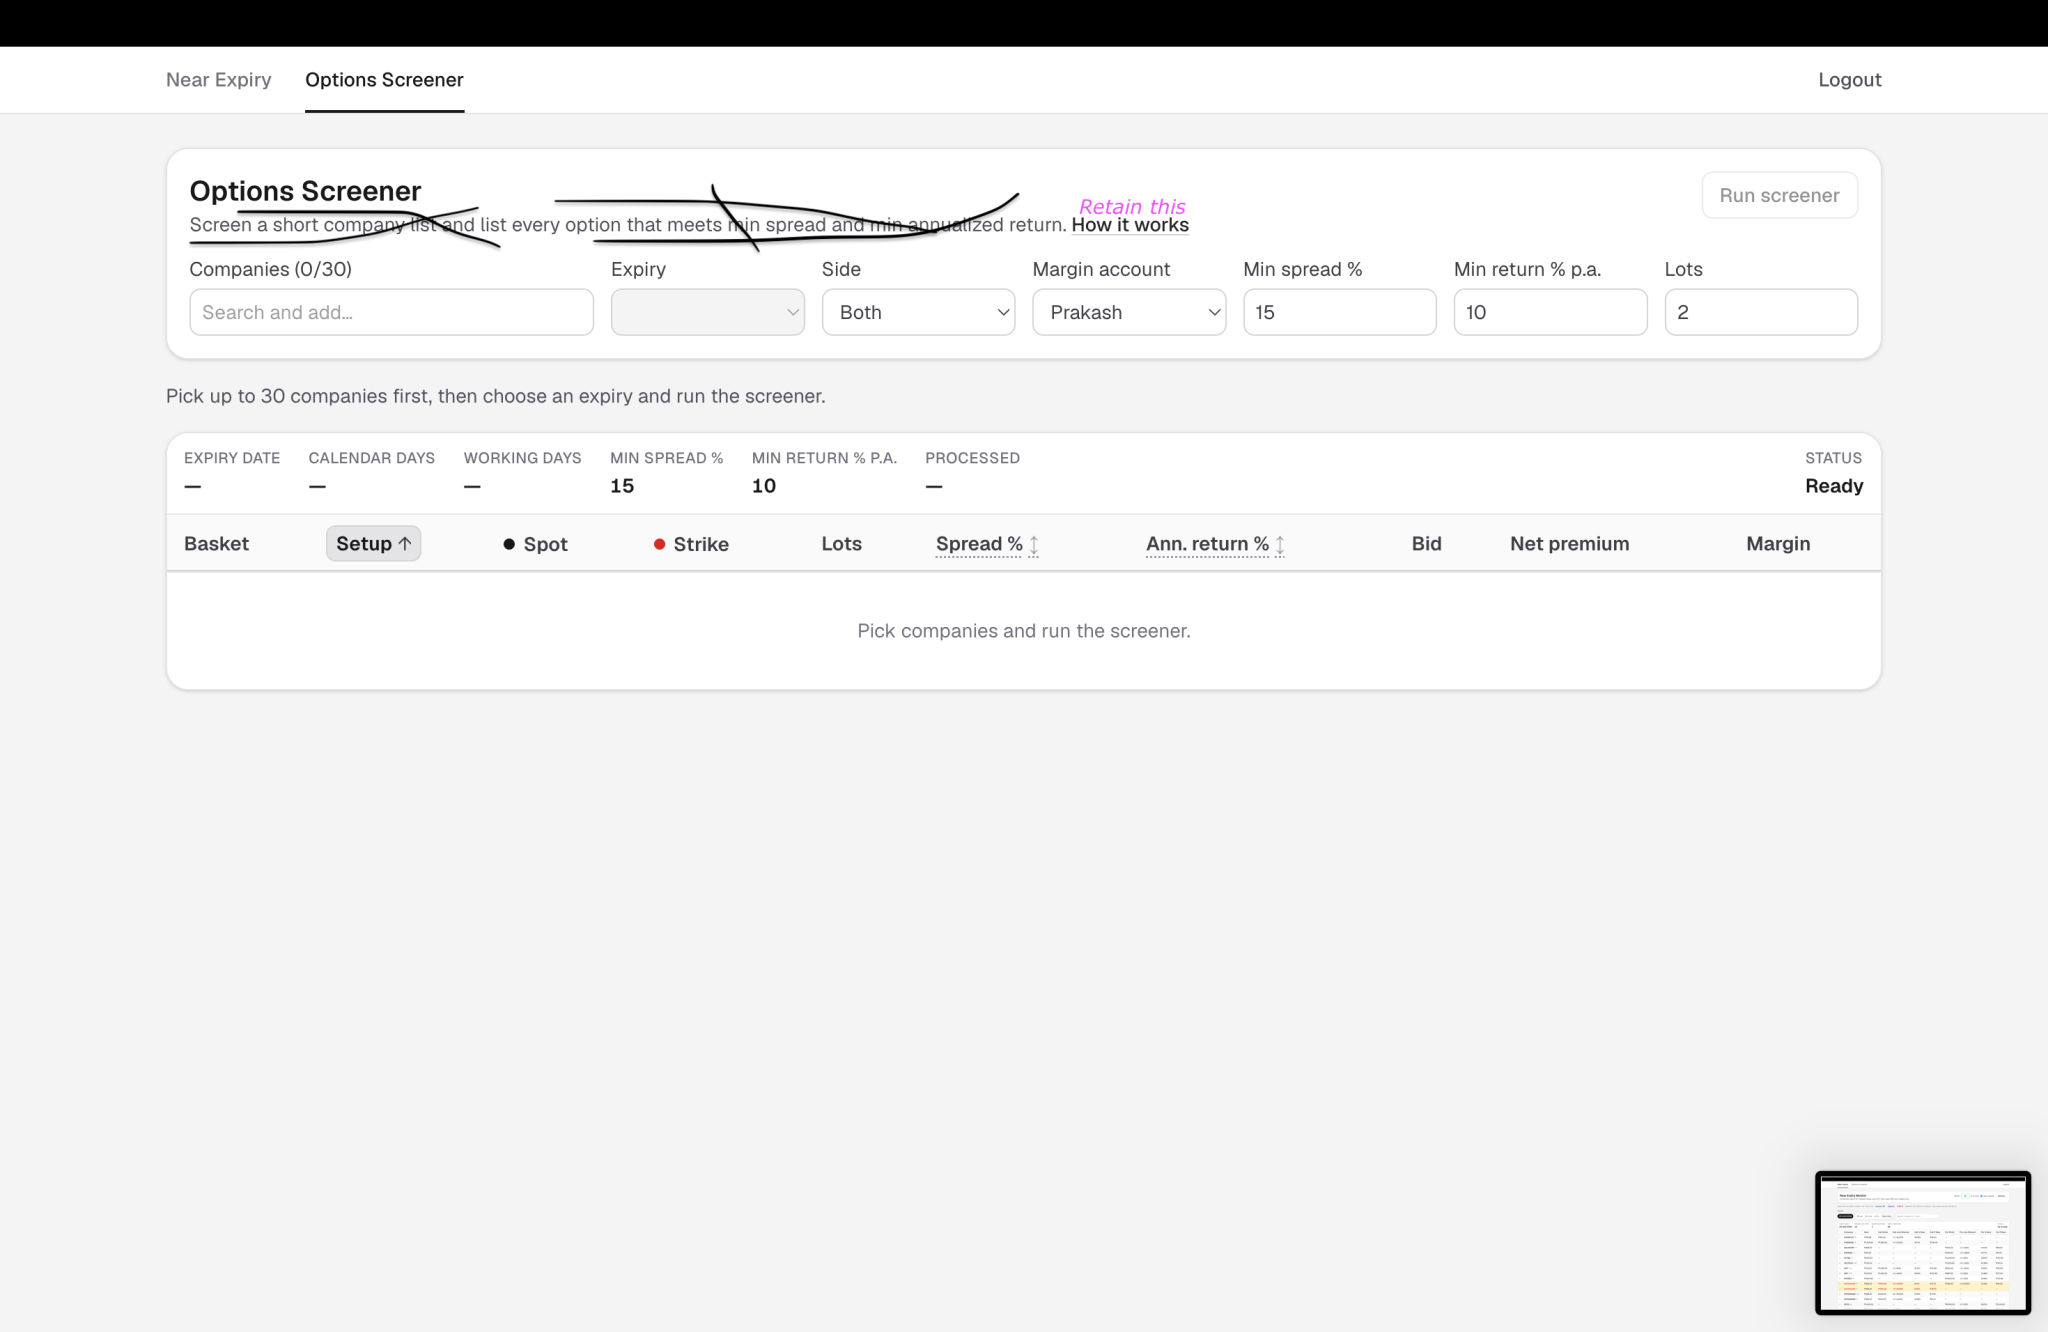 Near Expiry Options Screener Logout
Options Screener Run screener
Retain this
Screen a short company list and list every option that meets min spread and min annualized return. How it works
Companies (0/30) Expiry Side Margin account Min spread % Min return % p.a. Lots
Search and add... Both Prakash 15 10 2
Pick up to 30 companies first, then choose an expiry and run the screener.
EXPIRY DATE CALENDAR DAYS WORKING DAYS MIN SPREAD % MIN RETURN % P.A. PROCESSED STATUS
— — — 15 10 — Ready
Basket Setup ↑ Spot Strike Lots Spread % ↕ Ann. return % ↕ Bid Net premium Margin
Pick companies and run the screener.